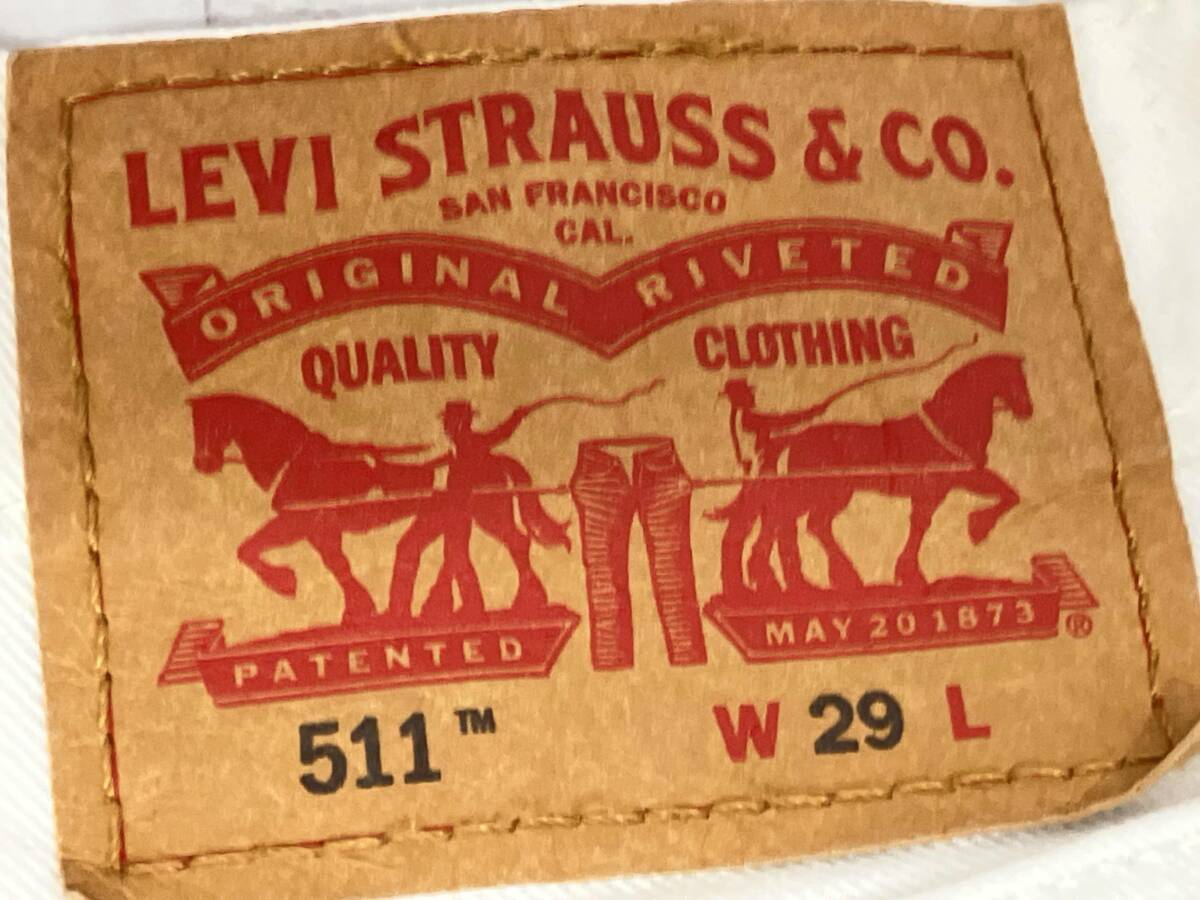 LEVI STRAUSS & CO.
SAN FRANCISCO
CAL.
ORIGINAL RIVETED
QUALITY CLOTHING
PATENTED MAY 20 1873 ®
511™ W 29 L